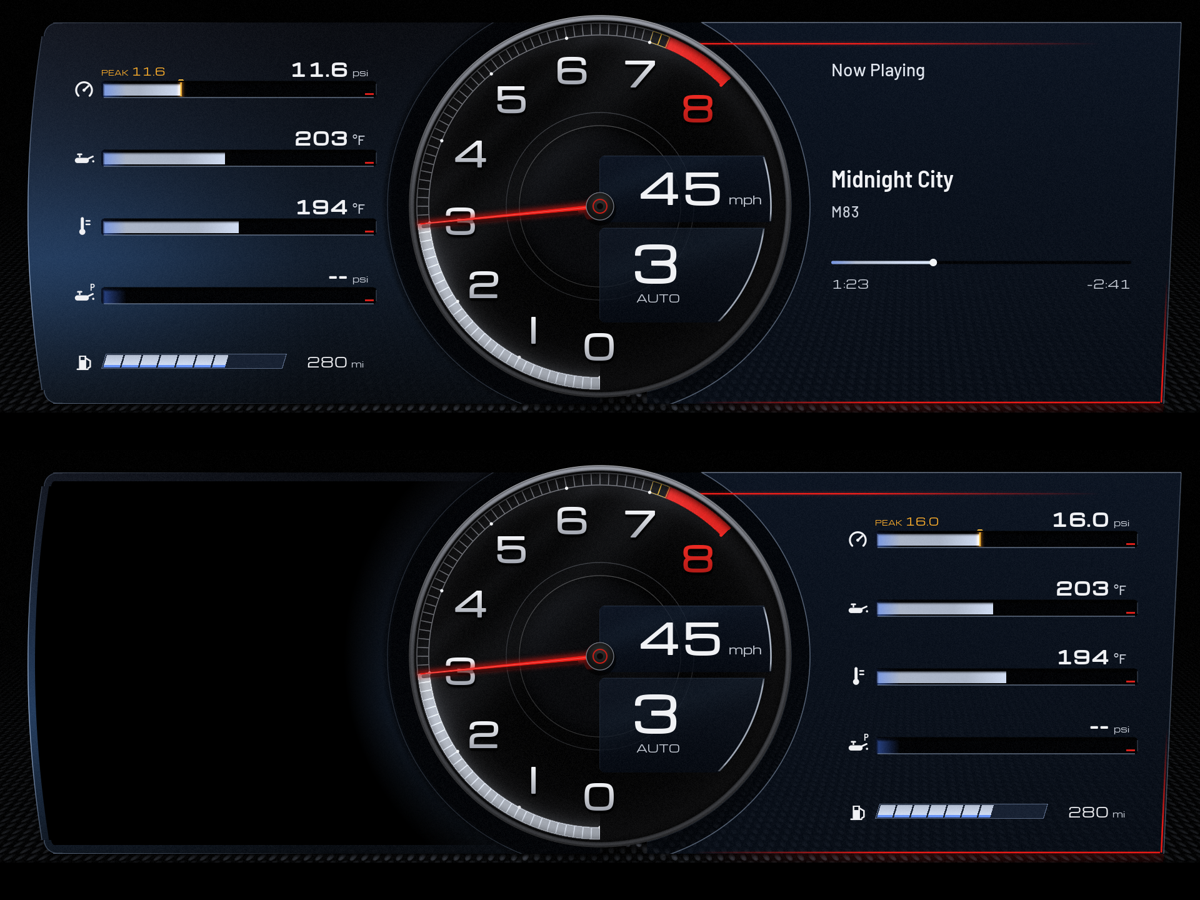 PEAK 11.6
11.6 psi
203 °F
194 °F
P
-- psi
280 mi
8
7
6
5
4
3
2
1
0
45 mph
3
AUTO
Now Playing
Midnight City
M83
1:23
-2:41
8
7
6
5
4
3
2
1
0
45 mph
3
AUTO
PEAK 16.0
16.0 psi
203 °F
194 °F
P
-- psi
280 mi